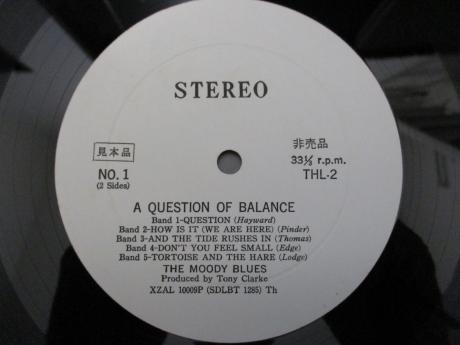 STEREO
見本品
非売品
NO. 1
33⅓ r.p.m.
(2 Sides)
THL-2
A QUESTION OF BALANCE
Band 1-QUESTION (Hayward)
Band 2-HOW IS IT (WE ARE HERE) (Pinder)
Band 3-AND THE TIDE RUSHES IN (Thomas)
Band 4-DON'T YOU FEEL SMALL (Edge)
Band 5-TORTOISE AND THE HARE (Lodge)
THE MOODY BLUES
Produced by Tony Clarke
XZAL 10009P (SDLBT 1285) Th